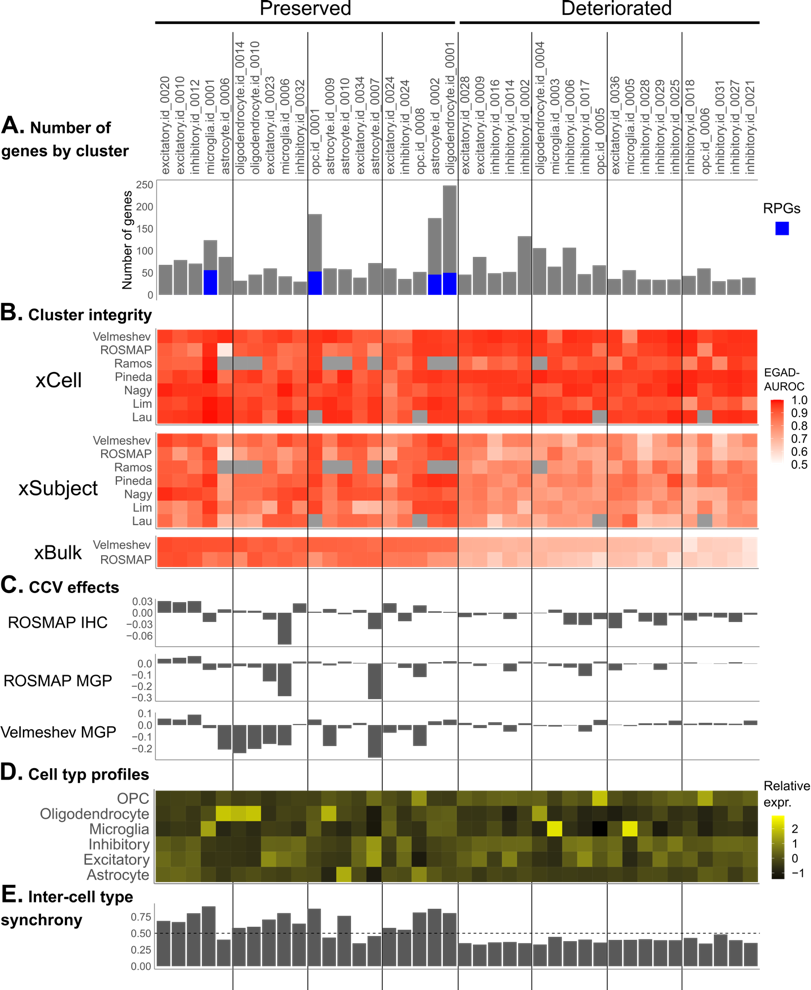 Preserved
Deteriorated
excitatory.id_0020
excitatory.id_0010
inhibitory.id_0012
microglia.id_0001
astrocyte.id_0006
oligodendrocyte.id_0014
oligodendrocyte.id_0010
excitatory.id_0023
microglia.id_0006
inhibitory.id_0032
opc.id_0001
astrocyte.id_0009
astrocyte.id_0010
excitatory.id_0034
astrocyte.id_0007
excitatory.id_0024
inhibitory.id_0024
opc.id_0008
astrocyte.id_0002
oligodendrocyte.id_0001
excitatory.id_0028
excitatory.id_0009
inhibitory.id_0016
inhibitory.id_0014
inhibitory.id_0002
oligodendrocyte.id_0004
microglia.id_0003
inhibitory.id_0006
inhibitory.id_0017
opc.id_0005
excitatory.id_0036
microglia.id_0005
inhibitory.id_0028
inhibitory.id_0029
inhibitory.id_0025
inhibitory.id_0018
opc.id_0006
inhibitory.id_0031
inhibitory.id_0027
inhibitory.id_0021
A. Number of
genes by cluster
Number of genes
250
200
150
100
50
0
RPGs
B. Cluster integrity
xCell
Velmeshev
ROSMAP
Ramos
Pineda
Nagy
Lim
Lau
EGAD-
AUROC
1.0
0.9
0.8
0.7
0.6
0.5
xSubject
Velmeshev
ROSMAP
Ramos
Pineda
Nagy
Lim
Lau
xBulk
Velmeshev
ROSMAP
C. CCV effects
ROSMAP IHC
0.03
0.00
−0.03
−0.06
ROSMAP MGP
0.0
−0.1
−0.2
−0.3
Velmeshev MGP
0.1
0.0
−0.1
−0.2
D. Cell typ profiles
OPC
Oligodendrocyte
Microglia
Inhibitory
Excitatory
Astrocyte
Relative
expr.
2
1
0
−1
E. Inter-cell type
synchrony
0.75
0.50
0.25
0.00